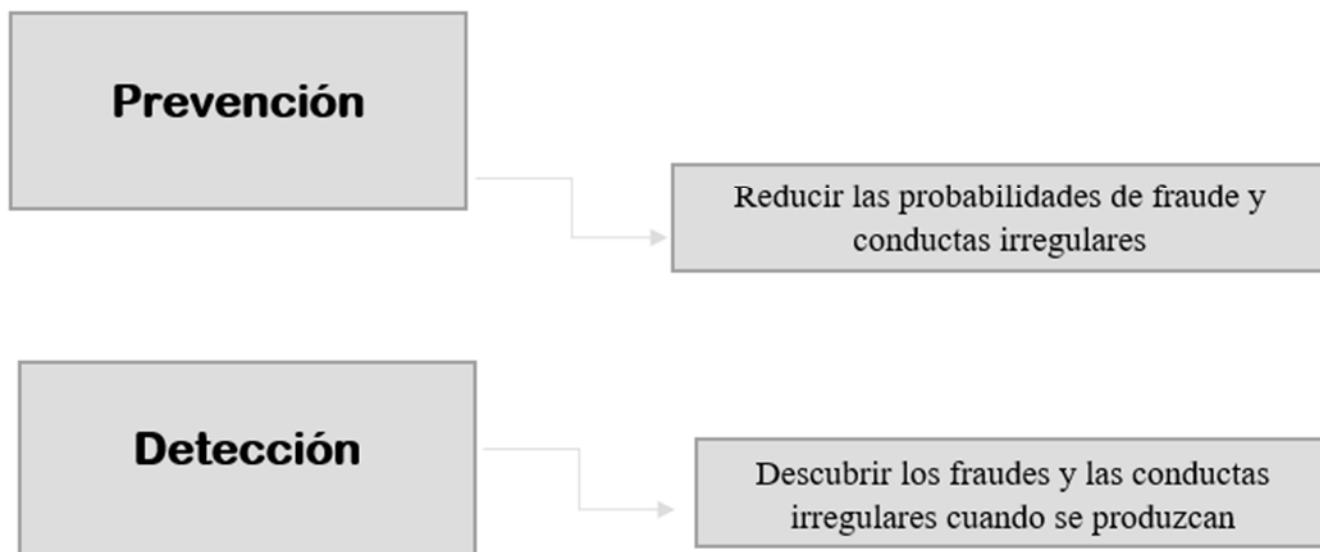 Prevención
Reducir las probabilidades de fraude y
conductas irregulares
Detección
Descubrir los fraudes y las conductas
irregulares cuando se produzcan